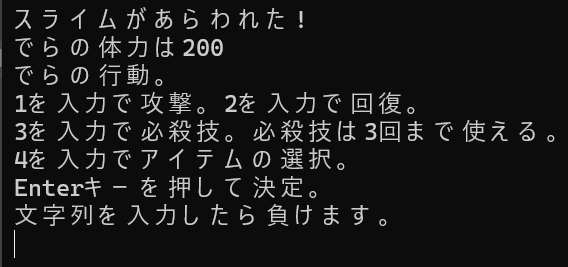 スライムがあらわれた!
でらの体力は200
でらの行動。
1を入力で攻撃。2を入力で回復。
3を入力で必殺技。必殺技は3回まで使える。
4を入力でアイテムの選択。
Enterキーを押して決定。
文字列を入力したら負けます。